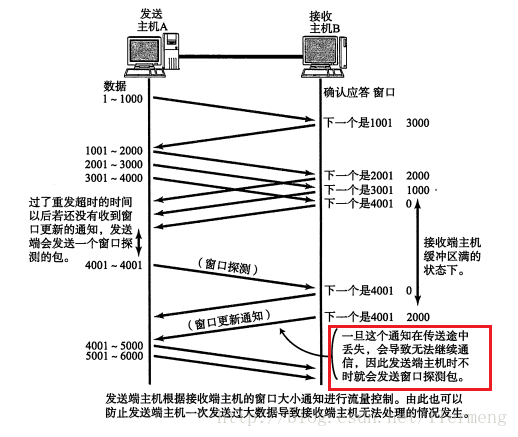 发送
主机A
接收
主机B
数据
确认应答 窗口
1～1000
下一个是1001 3000
1001～2000
2001～3000
3001～4000
下一个是2001 2000
下一个是3001 1000
下一个是4001 0
过了重发超时的时间
以后若还没有收到
窗口更新的通知，发送
端会发送一个窗口探
测的包。
接收端主机
缓冲区满的
状态下。
4001～4001
（窗口探测）
下一个是4001 0
（窗口更新通知）
下一个是4001 2000
4001～5000
5001～6000
一旦这个通知在传送途中
丢失，会导致无法继续通
信，因此发送端主机时不
时就会发送窗口探测包。
发送端主机根据接收端主机的窗口大小通知进行流量控制。由此也可以
防止发送端主机一次发送过大数据导致接收端主机无法处理的情况发生。